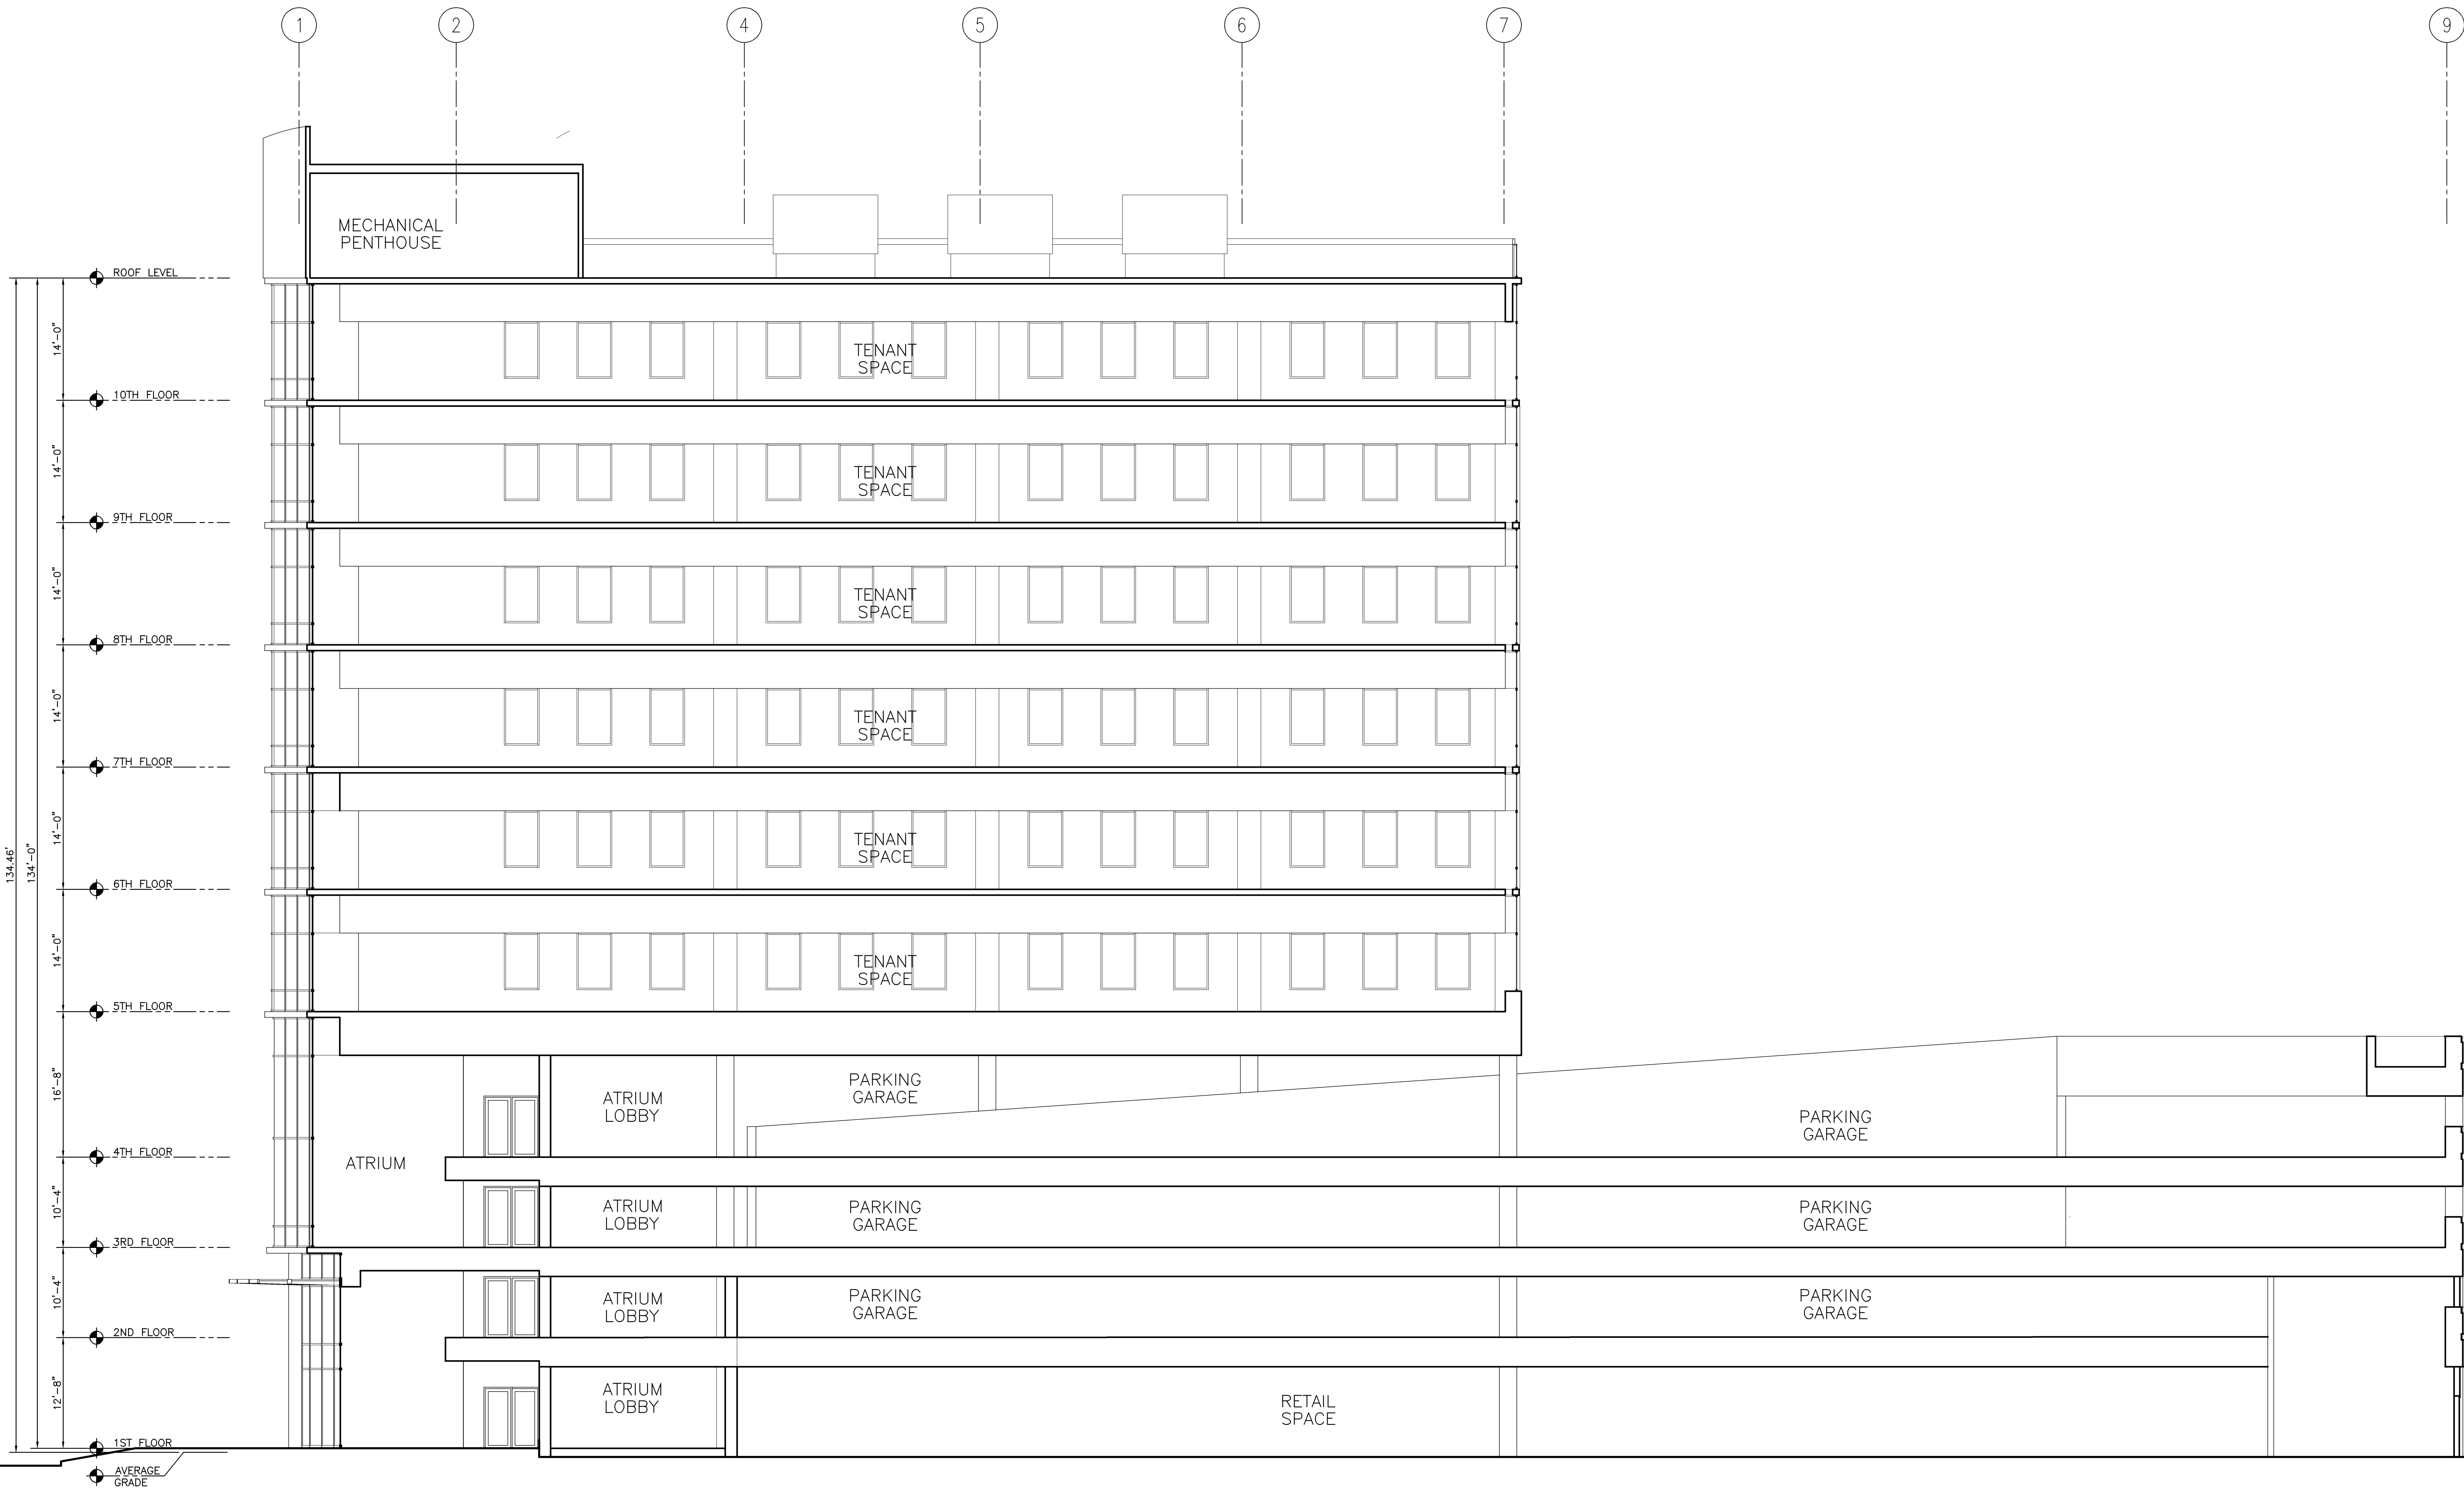 1
2
4
5
6
7
9
MECHANICAL
PENTHOUSE
ROOF LEVEL
14'-0"
TENANT
SPACE
10TH FLOOR
14'-0"
TENANT
SPACE
9TH FLOOR
14'-0"
TENANT
SPACE
8TH FLOOR
14'-0"
TENANT
SPACE
7TH FLOOR
14'-0"
TENANT
SPACE
134.46'
134'-0"
6TH FLOOR
14'-0"
TENANT
SPACE
5TH FLOOR
16'-8"
ATRIUM
LOBBY
PARKING
GARAGE
PARKING
GARAGE
ATRIUM
4TH FLOOR
10'-4"
ATRIUM
LOBBY
PARKING
GARAGE
PARKING
GARAGE
3RD FLOOR
10'-4"
ATRIUM
LOBBY
PARKING
GARAGE
PARKING
GARAGE
2ND FLOOR
12'-8"
ATRIUM
LOBBY
RETAIL
SPACE
1ST FLOOR
AVERAGE
GRADE